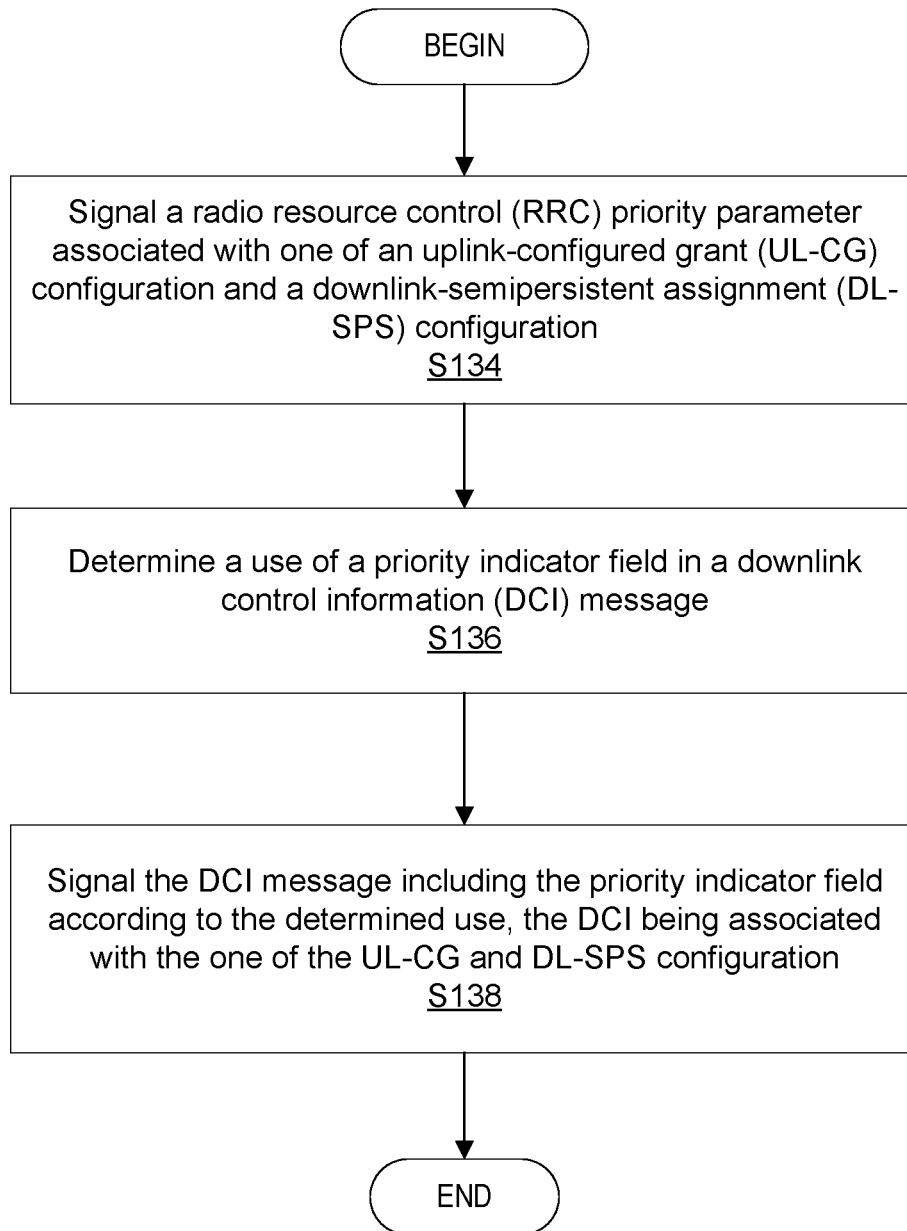 BEGIN
Signal a radio resource control (RRC) priority parameter
associated with one of an uplink-configured grant (UL-CG)
configuration and a downlink-semipersistent assignment (DL-
SPS) configuration
S134
Determine a use of a priority indicator field in a downlink
control information (DCI) message
S136
Signal the DCI message including the priority indicator field
according to the determined use, the DCI being associated
with the one of the UL-CG and DL-SPS configuration
S138
END